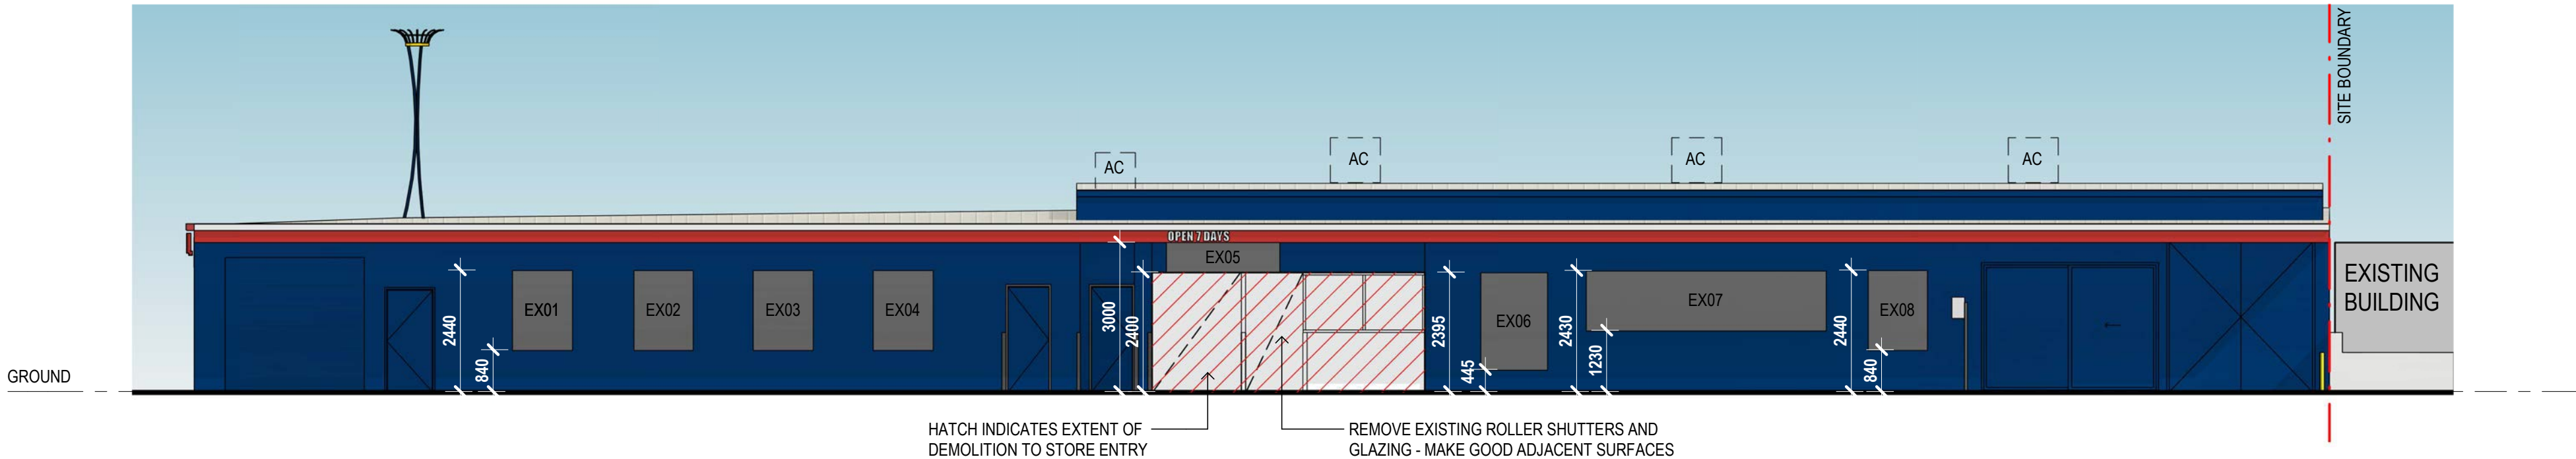 SITE BOUNDARY
AC
AC
AC
AC
OPEN 7 DAYS
EX05
EX01
EX02
EX03
EX04
EX06
EX07
EX08
EXISTING
BUILDING
2440
840
3000
2400
2395
445
2430
1230
2440
840
GROUND
HATCH INDICATES EXTENT OF
DEMOLITION TO STORE ENTRY
REMOVE EXISTING ROLLER SHUTTERS AND
GLAZING - MAKE GOOD ADJACENT SURFACES